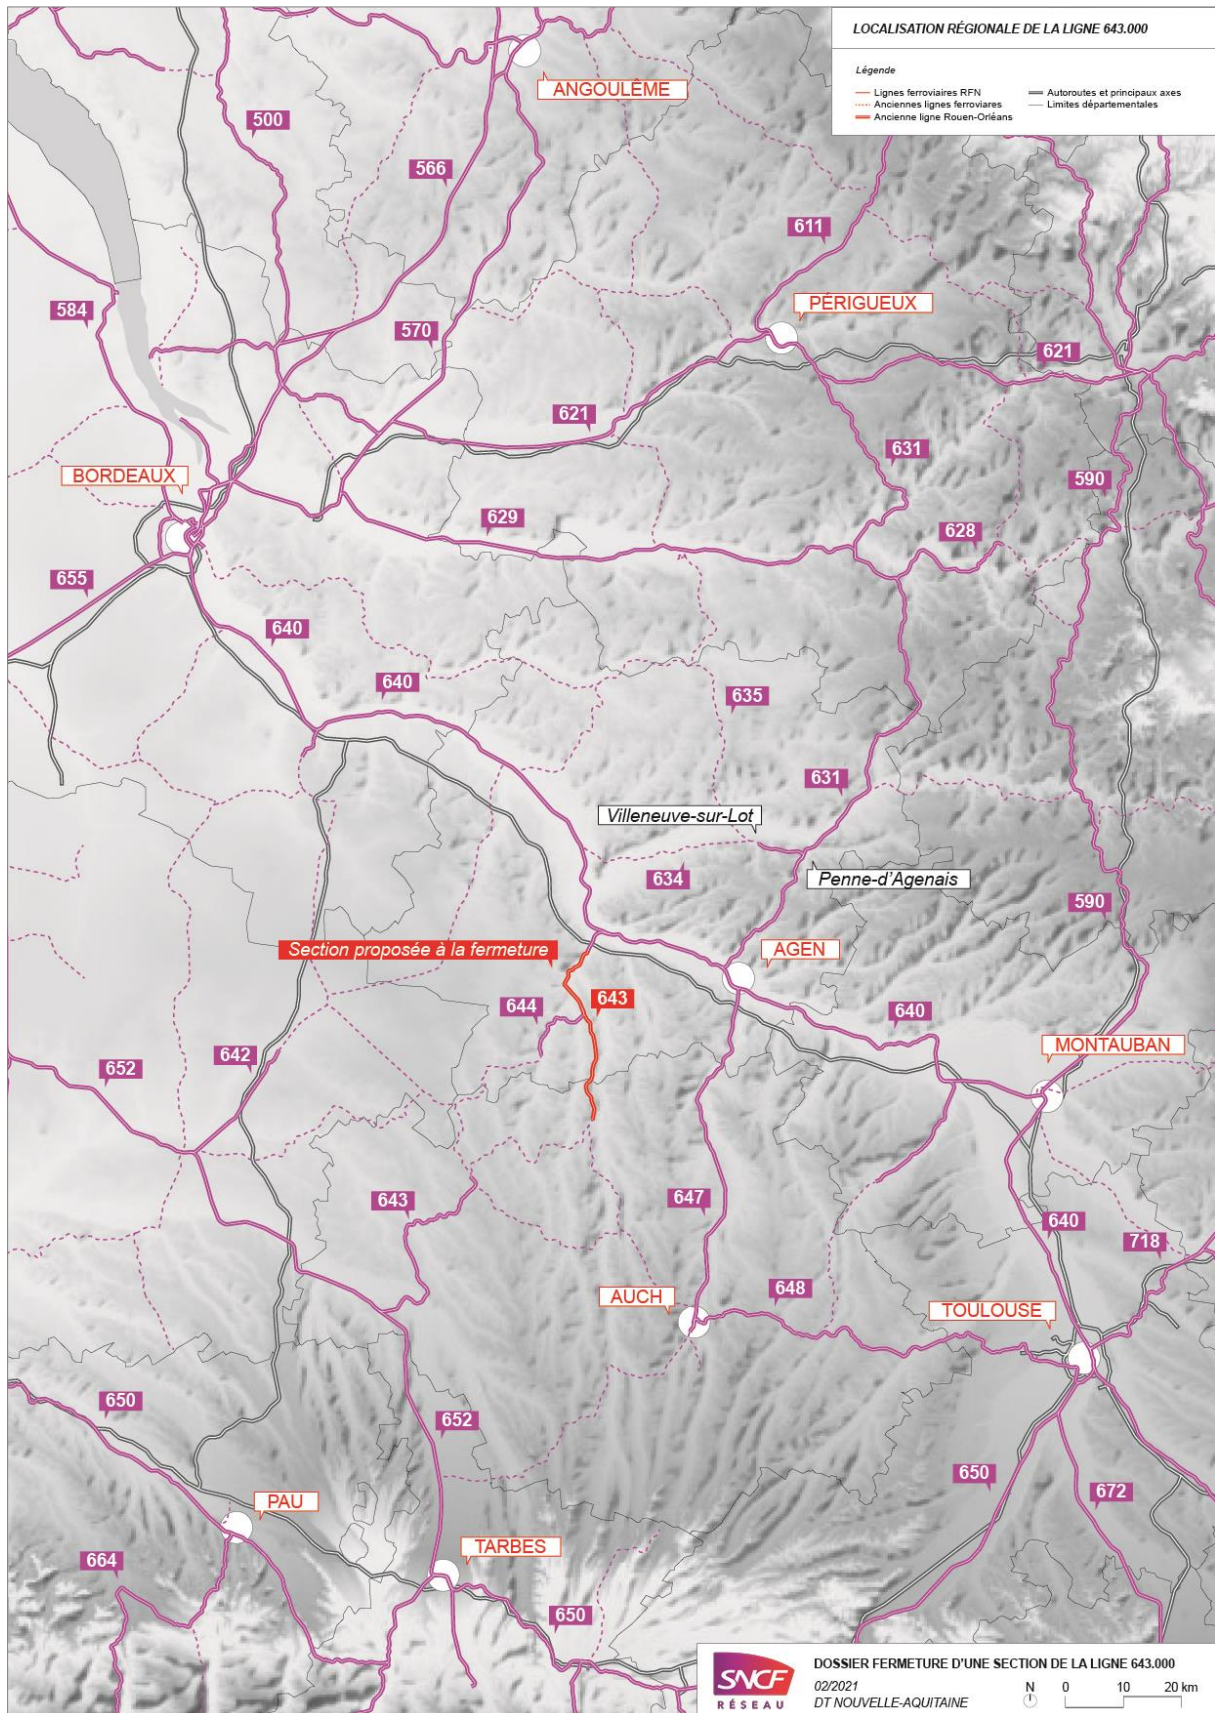 LOCALISATION RÉGIONALE DE LA LIGNE 643.000
Légende
Lignes ferroviaires RFN
Anciennes lignes ferroviares
Ancienne ligne Rouen-Orléans
Autoroutes et principaux axes
Limites départementales
ANGOULÊME
500
566
611
584
570
PÉRIGUEUX
621
621
631
590
BORDEAUX
629
628
655
640
640
635
631
Villeneuve-sur-Lot
634
Penne-d'Agenais
590
Section proposée à la fermeture
AGEN
644
643
640
642
652
MONTAUBAN
643
647
640
718
AUCH
648
TOULOUSE
650
652
650
672
PAU
TARBES
664
650
SNCF
RÉSEAU
DOSSIER FERMETURE D'UNE SECTION DE LA LIGNE 643.000
02/2021
DT NOUVELLE-AQUITAINE
N
0 10 20 km